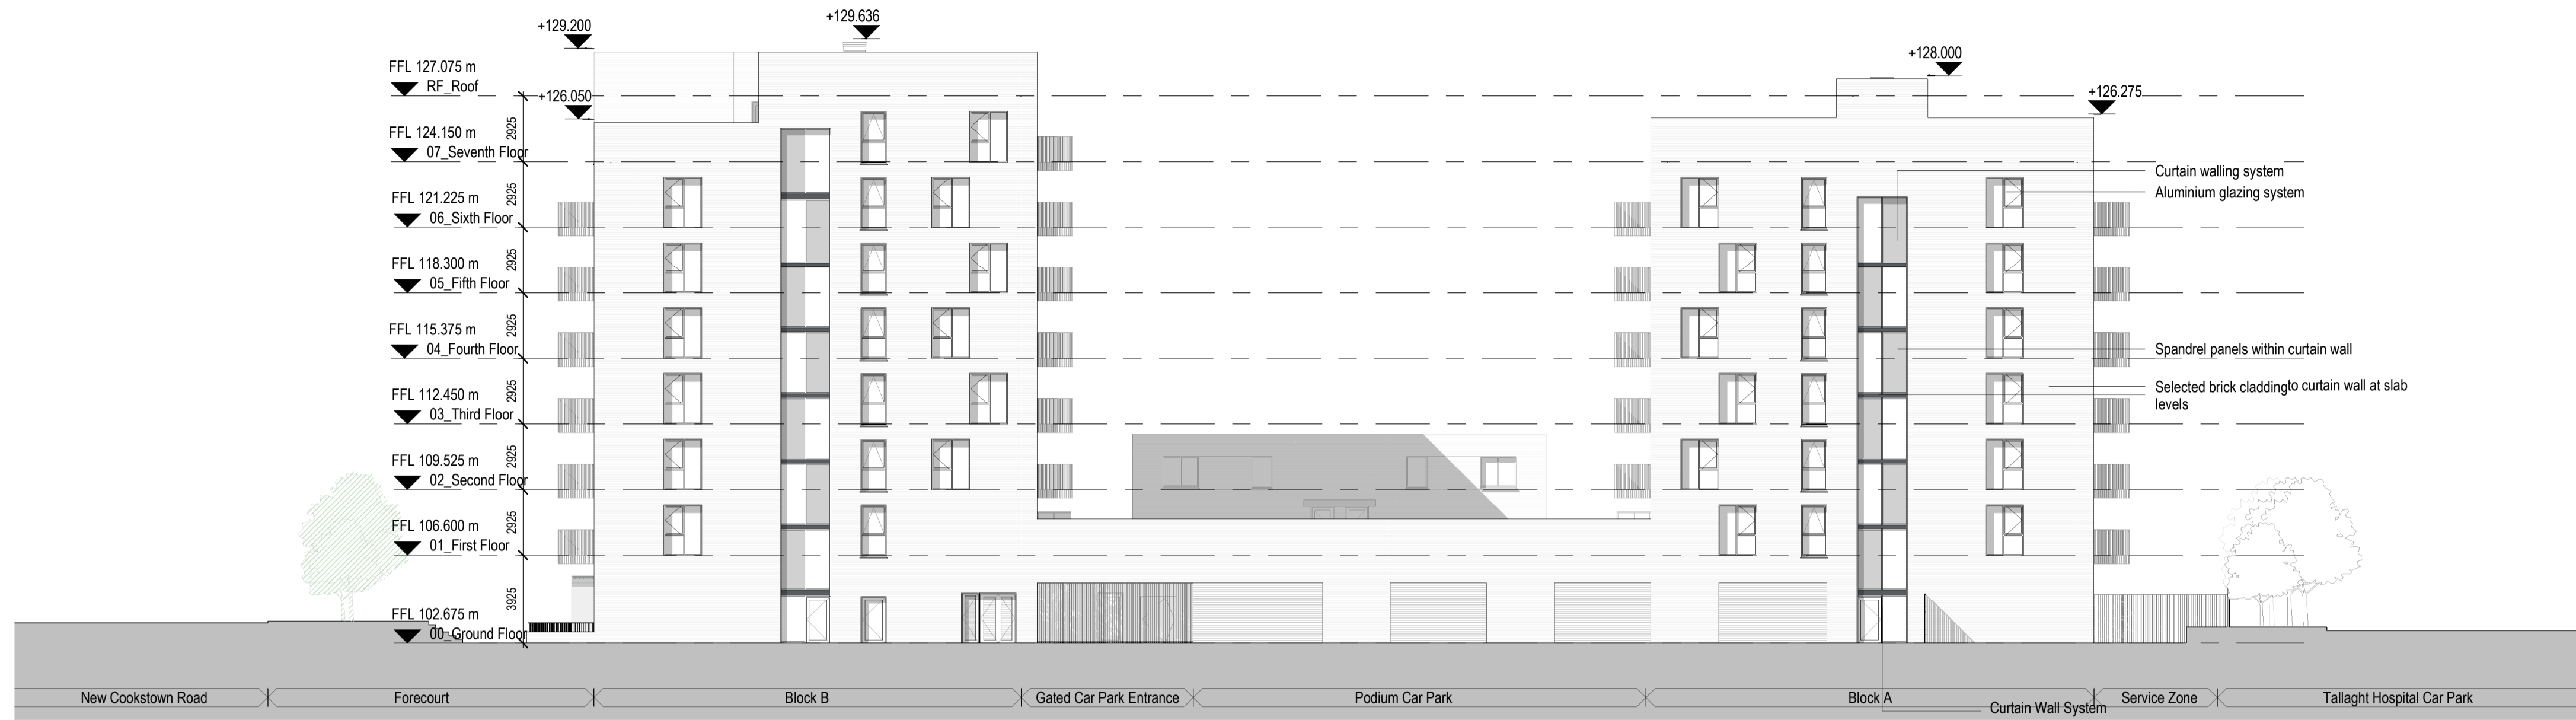 +129.636
+129.200
+128.000
FFL 127.075 m
RF_Roof
+126.050
+126.275
2925
FFL 124.150 m
07_Seventh Floor
2925
FFL 121.225 m
06_Sixth Floor
2925
FFL 118.300 m
05_Fifth Floor
2925
FFL 115.375 m
04_Fourth Floor
2925
FFL 112.450 m
03_Third Floor
2925
FFL 109.525 m
02_Second Floor
2925
FFL 106.600 m
01_First Floor
3925
FFL 102.675 m
00_Ground Floor
Curtain walling system
Aluminium glazing system
Spandrel panels within curtain wall
Selected brick claddingto curtain wall at slab
levels
New Cookstown Road
Forecourt
Block B
Gated Car Park Entrance
Podium Car Park
Block A
Service Zone
Tallaght Hospital Car Park
Curtain Wall System